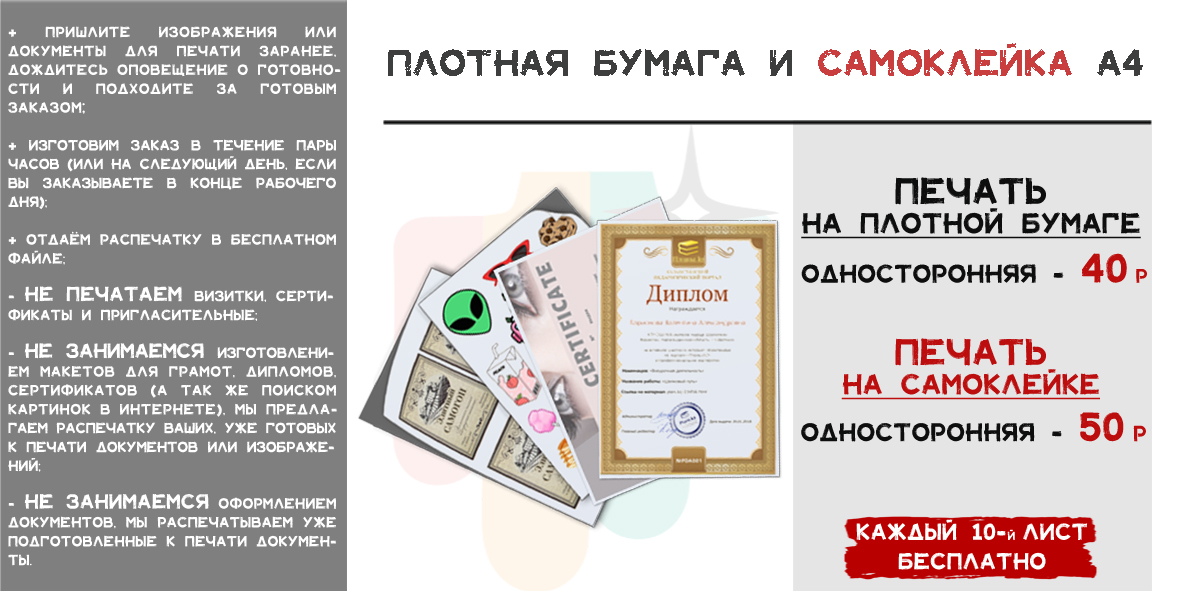 + ПРИШЛИТЕ ИЗОБРАЖЕНИЯ ИЛИ
ДОКУМЕНТЫ ДЛЯ ПЕЧАТИ ЗАРАНЕЕ,
ДОЖДИТЕСЬ ОПОВЕЩЕНИЕ О ГОТОВНО-
СТИ И ПОДХОДИТЕ ЗА ГОТОВЫМ
ЗАКАЗОМ;
+ ИЗГОТОВИМ ЗАКАЗ В ТЕЧЕНИЕ ПАРЫ
ЧАСОВ (ИЛИ НА СЛЕДУЮЩИЙ ДЕНЬ, ЕСЛИ
ВЫ ЗАКАЗЫВАЕТЕ В КОНЦЕ РАБОЧЕГО
ДНЯ);
+ ОТДАЁМ РАСПЕЧАТКУ В БЕСПЛАТНОМ
ФАЙЛЕ;
- НЕ ПЕЧАТАЕМ ВИЗИТКИ, СЕРТИ-
ФИКАТЫ И ПРИГЛАСИТЕЛЬНЫЕ;
- НЕ ЗАНИМАЕМСЯ ИЗГОТОВЛЕНИ-
ЕМ МАКЕТОВ ДЛЯ ГРАМОТ, ДИПЛОМОВ,
СЕРТИФИКАТОВ (А ТАК ЖЕ ПОИСКОМ
КАРТИНОК В ИНТЕРНЕТЕ). МЫ ПРЕДЛА-
ГАЕМ РАСПЕЧАТКУ ВАШИХ, УЖЕ ГОТОВЫХ
К ПЕЧАТИ ДОКУМЕНТОВ ИЛИ ИЗОБРАЖЕ-
НИЙ;
- НЕ ЗАНИМАЕМСЯ ОФОРМЛЕНИЕМ
ДОКУМЕНТОВ, МЫ РАСПЕЧАТЫВАЕМ УЖЕ
ПОДГОТОВЛЕННЫЕ К ПЕЧАТИ ДОКУМЕН-
ТЫ.
ПЛОТНАЯ БУМАГА И САМОКЛЕЙКА А4
CERTIFICATE
Элитный
САМОГОН
Диплом
Награждается
ПЕЧАТЬ
НА ПЛОТНОЙ БУМАГЕ
ОДНОСТОРОННЯЯ - 40 Р
ПЕЧАТЬ
НА САМОКЛЕЙКЕ
ОДНОСТОРОННЯЯ - 50 Р
КАЖДЫЙ 10-Й ЛИСТ
БЕСПЛАТНО